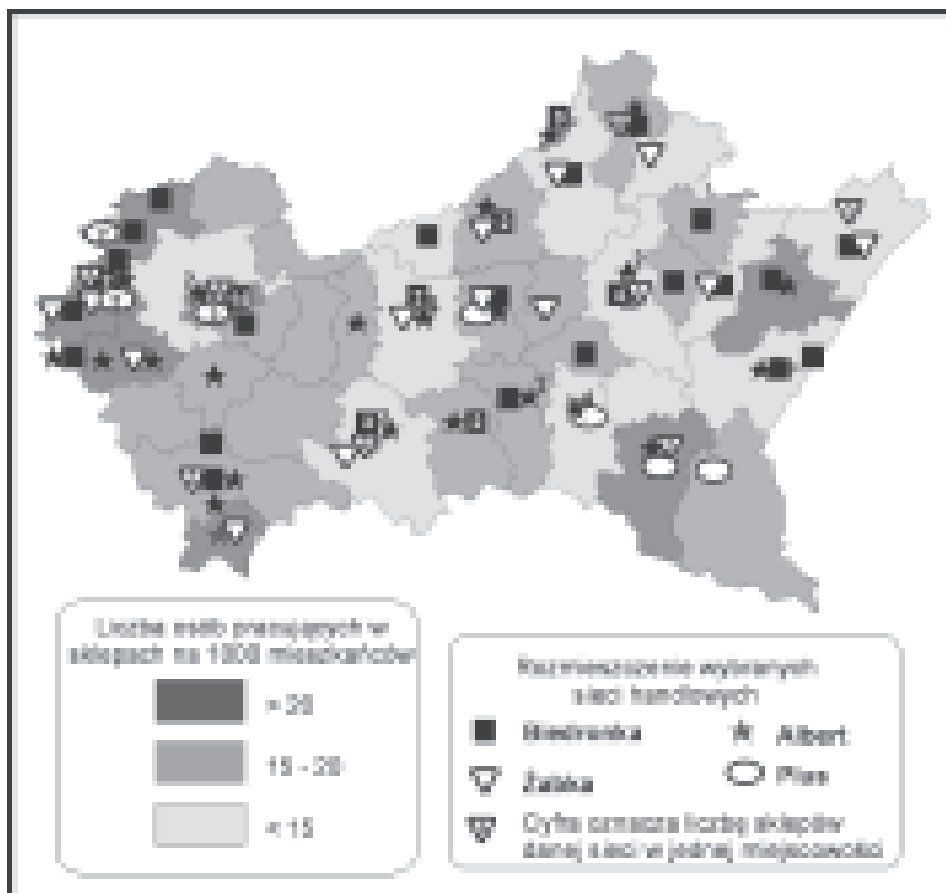 Liczba osób pracujących w
sklepach na 1000 mieszkańców
> 20
15 - 20
< 15
Rozmieszczenie wybranych
sieci handlowych
Biedronka
Albert
Żabka
Plus
Cyfra oznacza liczbę sklepów
danej sieci w jednej miejscowości